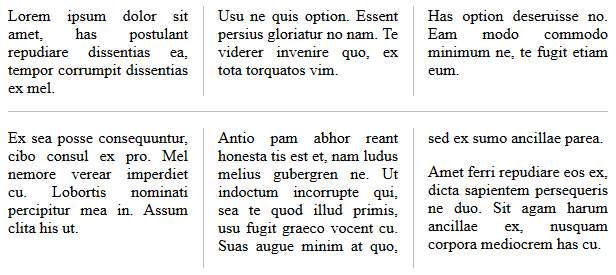 Lorem ipsum dolor sit
amet, has postulant
repudiare dissentias ea,
tempor corrumpit dissentias
ex mel.
Usu ne quis option. Essent
persius gloriatur no nam. Te
viderer invenire quo, ex
tota torquatos vim.
Has option deseruisse no.
Eam modo commodo
minimum ne, te fugit etiam
eum.
Ex sea posse consequuntur,
cibo consul ex pro. Mel
nemore verear imperdiet
cu. Lobortis nominati
percipitur mea in. Assum
clita his ut.
Antio pam abhor reant
honesta tis est et, nam ludus
melius gubergren ne. Ut
indoctum incorrupte qui,
sea te quod illud primis,
usu fugit graeco vocent cu.
Suas augue minim at quo,
sed ex sumo ancillae parea.
Amet ferri repudiare eos ex,
dicta sapientem persequeris
ne duo. Sit agam harum
ancillae ex, nusquam
corpora mediocrem has cu.